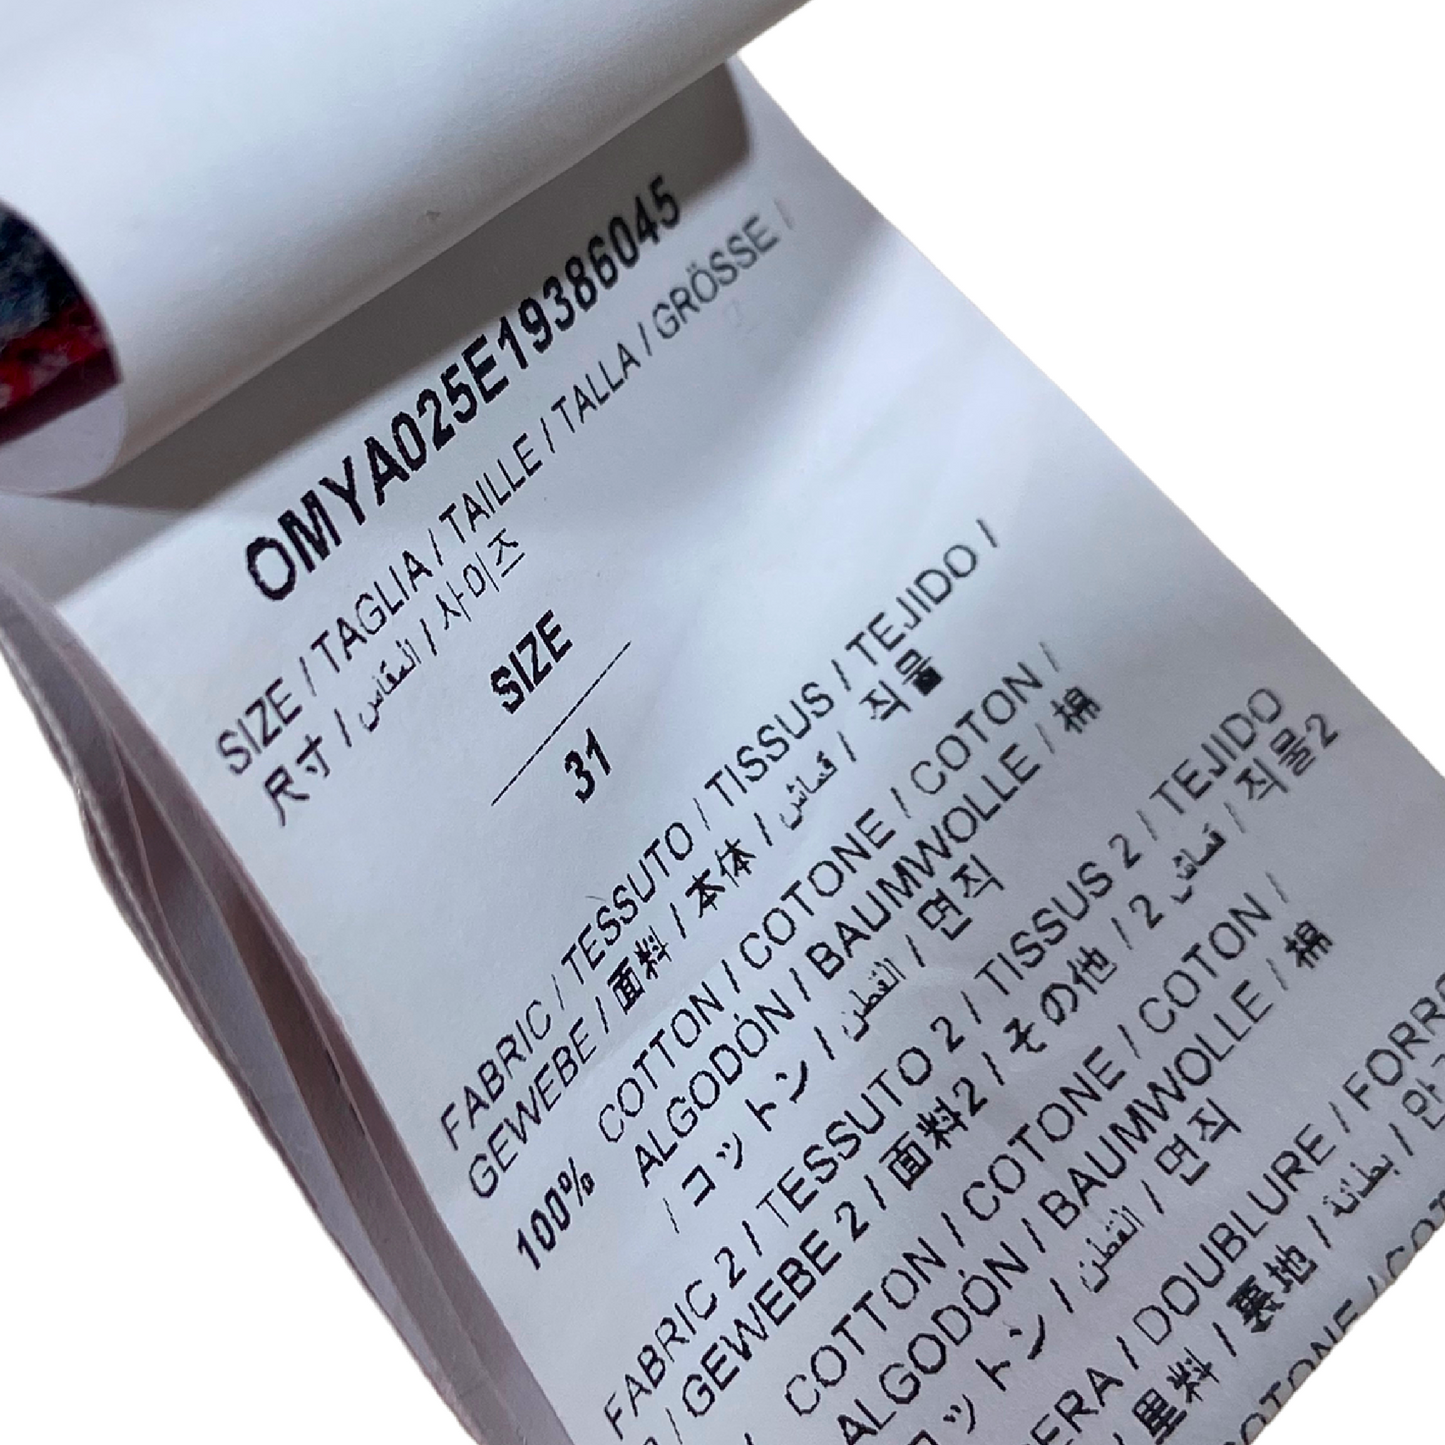 OMYA025E19386045
SIZE / TAGLIA / TAILLE / TALLA / GRÖSSE /
尺寸 / المقاس / 사이즈
SIZE
31
FABRIC / TESSUTO / TISSUS / TEJIDO /
GEWEBE / 面料 / 本体 / قماش / 직물
100% COTTON / COTONE / COTON /
ALGODÓN / BAUMWOLLE / 棉
/ コットン / القطن / 면직
FABRIC 2 / TESSUTO 2 / TISSUS 2 / TEJIDO
/ GEWEBE 2 / 面料2 / その他 / 2 قماش / 직물2
COTTON / COTONE / COTON /
ALGODÓN / BAUMWOLLE / 棉
コットン / القطن / 면직
/ DOUBLURE /
里料 / 裏地 / بطانة /